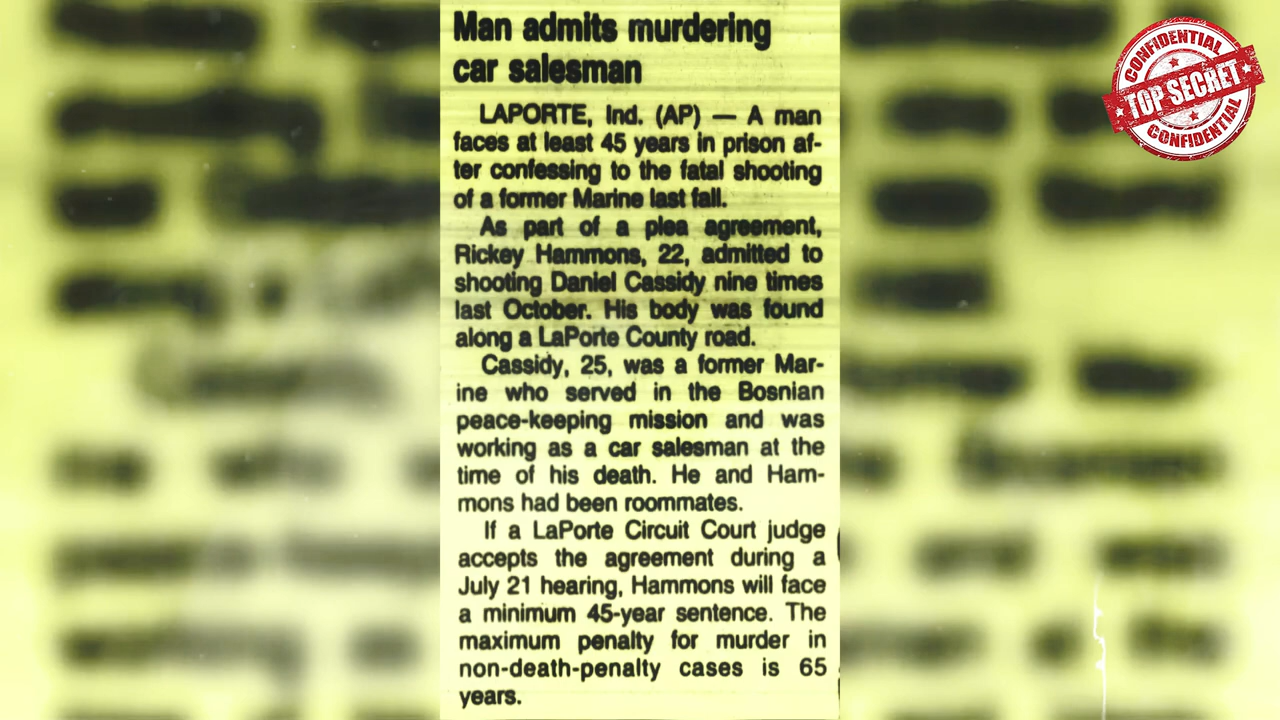 Man admits murdering
car salesman
LAPORTE, Ind. (AP) — A man
faces at least 45 years in prison af-
ter confessing to the fatal shooting
of a former Marine last fall.
As part of a plea agreement,
Rickey Hammons, 22, admitted to
shooting Daniel Cassidy nine times
last October. His body was found
along a LaPorte County road.
Cassidy, 25, was a former Mar-
ine who served in the Bosnian
peace-keeping mission and was
working as a car salesman at the
time of his death. He and Ham-
mons had been roommates.
If a LaPorte Circuit Court judge
accepts the agreement during a
July 21 hearing, Hammons will face
a minimum 45-year sentence. The
maximum penalty for murder in
non-death-penalty cases is 65
years.
CONFIDENTIAL
TOP SECRET
CONFIDENTIAL